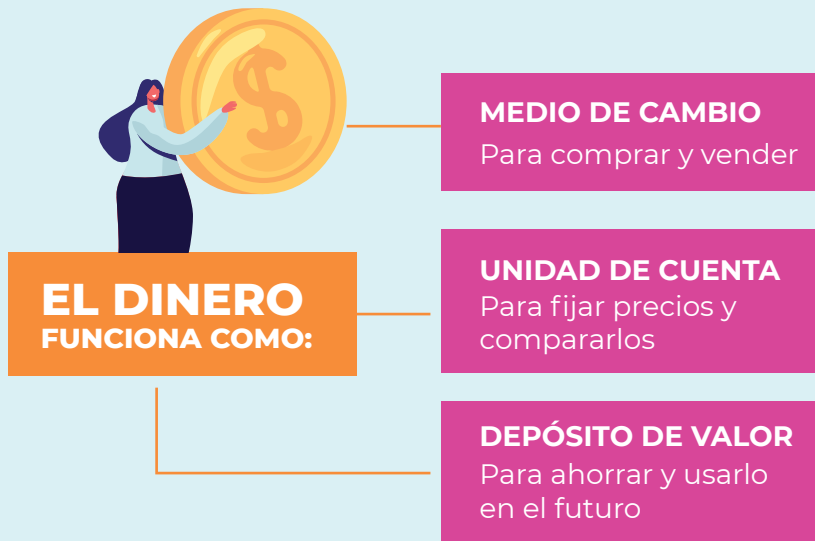 $
MEDIO DE CAMBIO
Para comprar y vender
EL DINERO
FUNCIONA COMO:
UNIDAD DE CUENTA
Para fijar precios y
compararlos
DEPÓSITO DE VALOR
Para ahorrar y usarlo
en el futuro